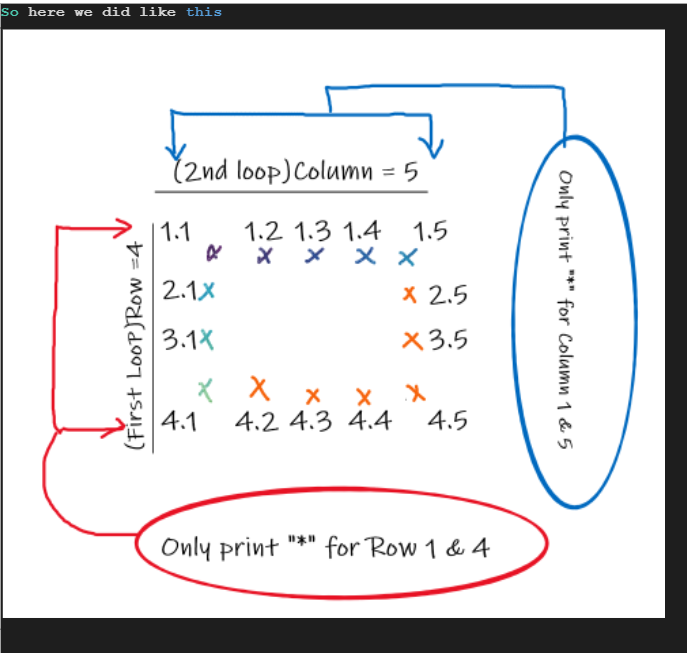 So here we did like this
(2nd loop)Column = 5
1.1 1.2 1.3 1.4 1.5
(First LooP)Row =4
2.1 2.5
3.1 3.5
4.1 4.2 4.3 4.4 4.5
Only print "*" for Column 1 & 5
Only print "*" for Row 1 & 4